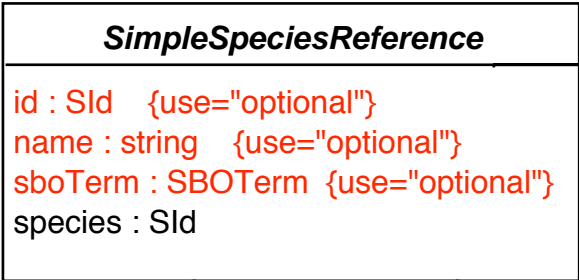 SimpleSpeciesReference
id : SId {use="optional"}
name : string {use="optional"}
sboTerm : SBOTerm {use="optional"}
species : SId